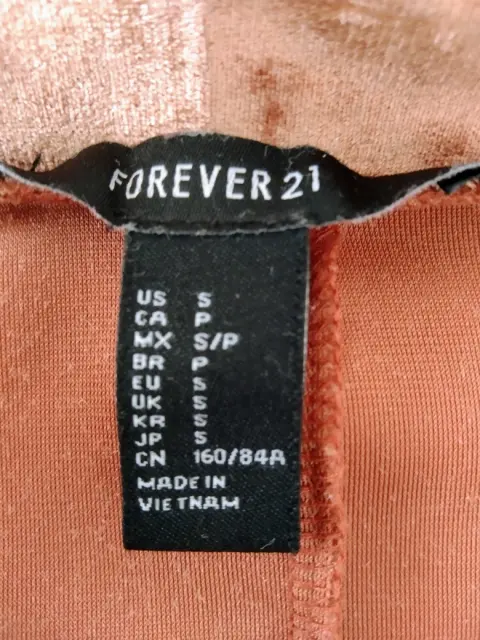 FOREVER 21
US S
CA P
MX S/P
BR P
EU S
UK S
KR S
JP S
CN 160/84A
MADE IN
VIETNAM